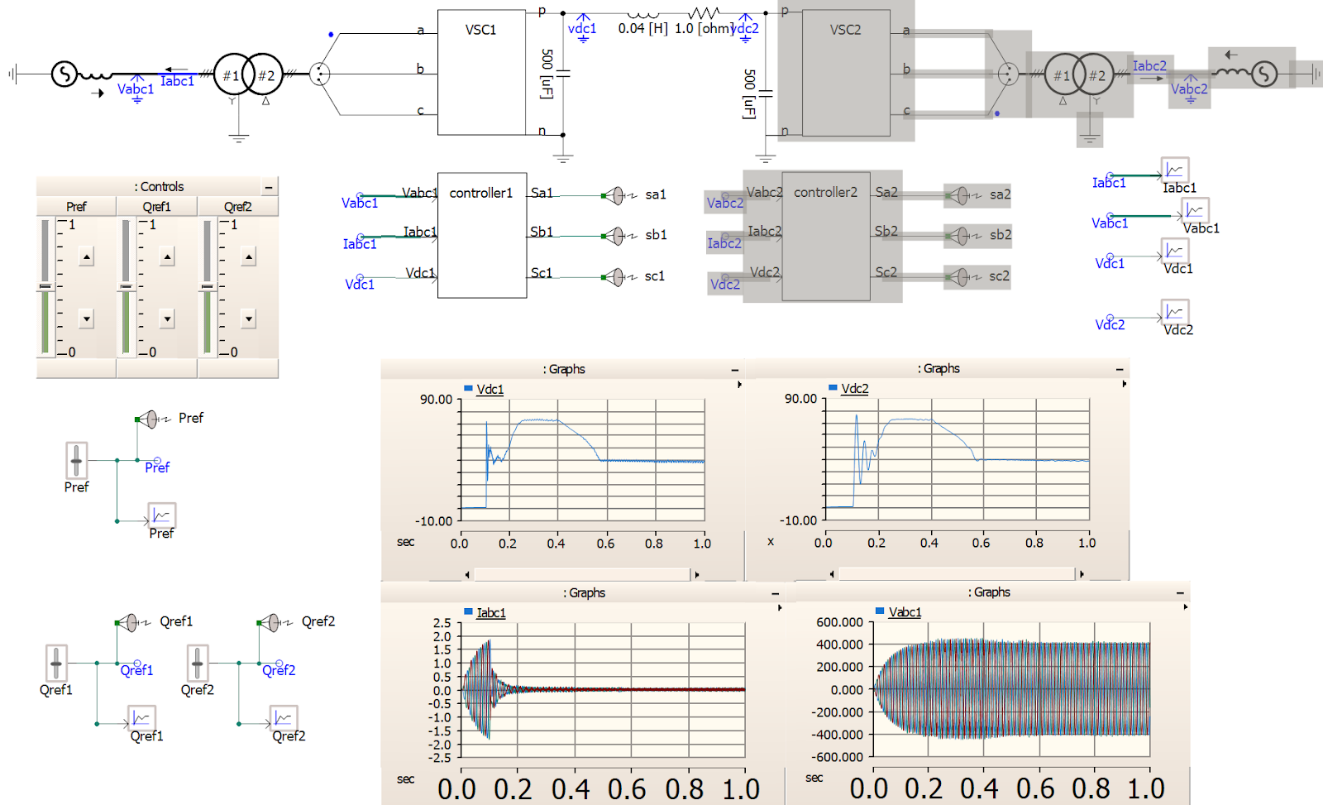 p
VSC1
a
b
c
n
#1
#2
Iabc1
Vabc1
500
[uF]
vdc1
0.04 [H]
1.0 [ohm]
vdc2
500
[uF]
p
VSC2
a
b
c
n
#1
#2
Iabc2
Vabc2
: Controls
Pref
Qref1
Qref2
1
1
1
0
0
0
controller1
Vabc1
Vabc1
Iabc1
Iabc1
Vdc1
Vdc1
Sa1
sa1
Sb1
sb1
Sc1
sc1
controller2
Vabc2
Vabc2
Iabc2
Iabc2
Vdc2
Vdc2
Sa2
sa2
Sb2
sb2
Sc2
sc2
Iabc1
Iabc1
Vabc1
Vabc1
Vdc1
Vdc1
Vdc2
Vdc2
Pref
Pref
Pref
Pref
Qref1
Qref1
Qref1
Qref1
Qref2
Qref2
Qref2
Qref2
: Graphs
Vdc1
90.00
-10.00
sec
0.0 0.2 0.4 0.6 0.8 1.0
: Graphs
Vdc2
90.00
-10.00
x
0.0 0.2 0.4 0.6 0.8 1.0
: Graphs
Iabc1
2.5
2.0
1.5
1.0
0.5
0.0
-0.5
-1.0
-1.5
-2.0
-2.5
sec
0.0 0.2 0.4 0.6 0.8 1.0
: Graphs
Vabc1
600.000
400.000
200.000
0.000
-200.000
-400.000
-600.000
sec
0.0 0.2 0.4 0.6 0.8 1.0